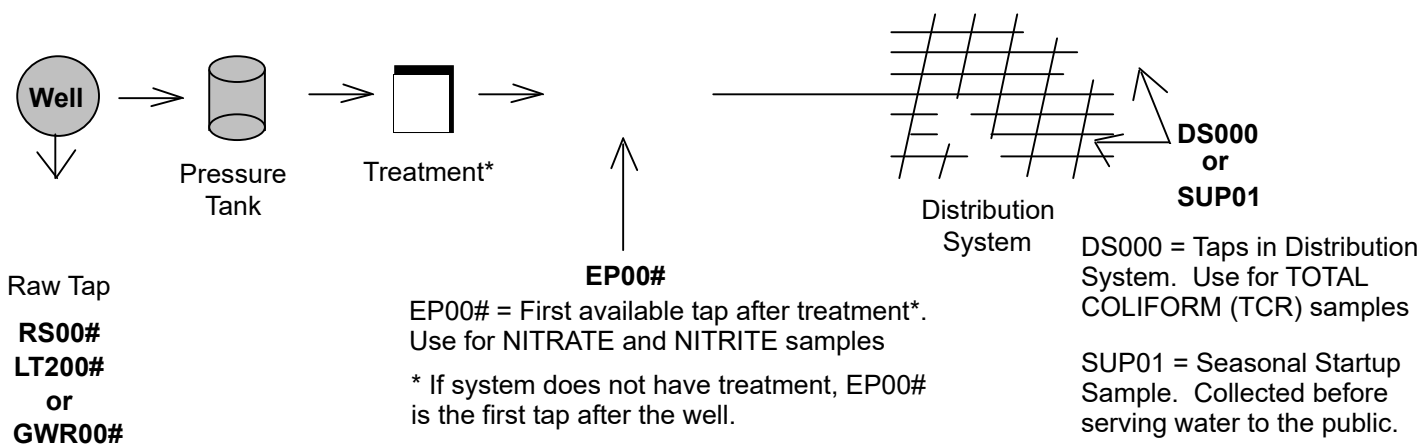 Well
Pressure
Tank
Treatment*
Distribution
System
DS000
or
SUP01
Raw Tap
RS00#
LT200#
or
GWR00#
EP00#
EP00# = First available tap after treatment*.
Use for NITRATE and NITRITE samples
* If system does not have treatment, EP00#
is the first tap after the well.
DS000 = Taps in Distribution
System.  Use for TOTAL
COLIFORM (TCR) samples
SUP01 = Seasonal Startup
Sample.  Collected before
serving water to the public.